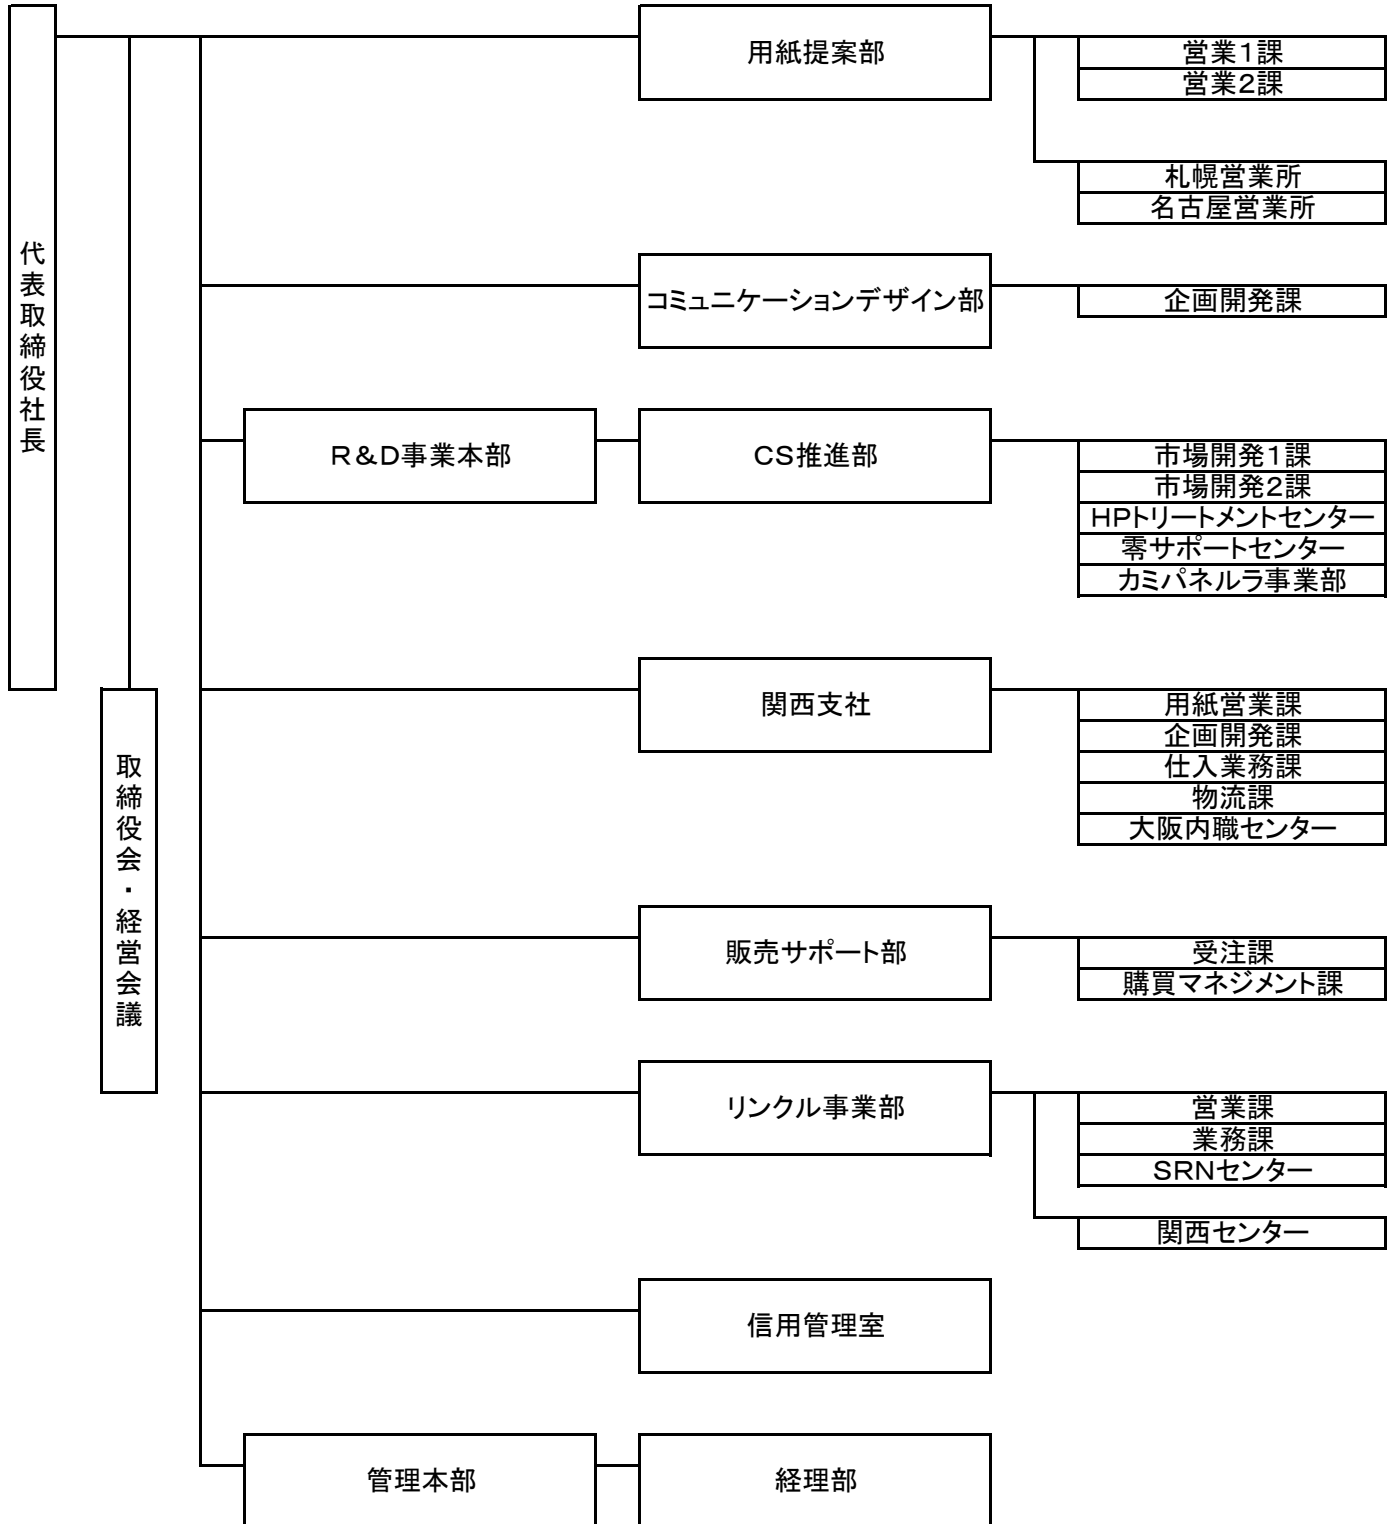 代表取締役社長
取締役会・経営会議
用紙提案部
営業1課
営業2課
札幌営業所
名古屋営業所
コミュニケーションデザイン部
企画開発課
R&D事業本部
CS推進部
市場開発1課
市場開発2課
HPトリートメントセンター
零サポートセンター
カミパネルラ事業部
関西支社
用紙営業課
企画開発課
仕入業務課
物流課
大阪内職センター
販売サポート部
受注課
購買マネジメント課
リンクル事業部
営業課
業務課
SRNセンター
関西センター
信用管理室
管理本部
経理部